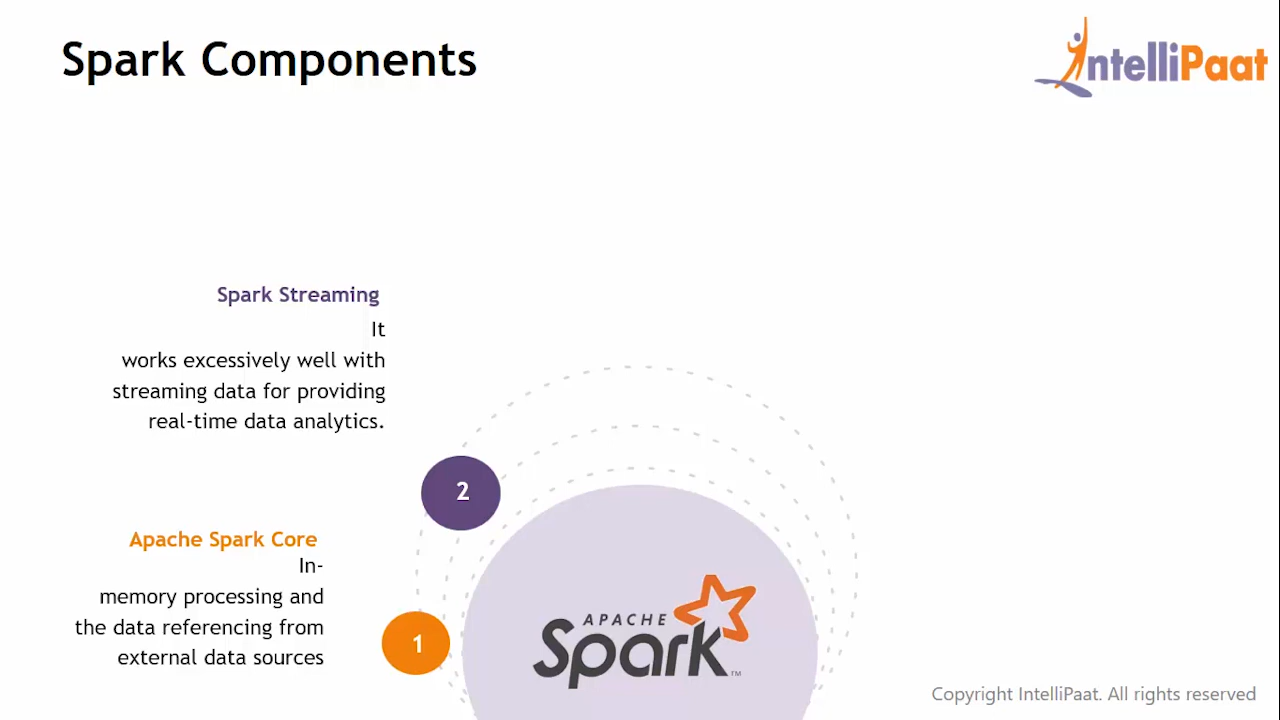 Spark Components
IntelliPaat
Spark Streaming
It
works excessively well with
streaming data for providing
real-time data analytics.
2
Apache Spark Core
In-
memory processing and
the data referencing from
external data sources
1
APACHE
Spark™
Copyright IntelliPaat. All rights reserved